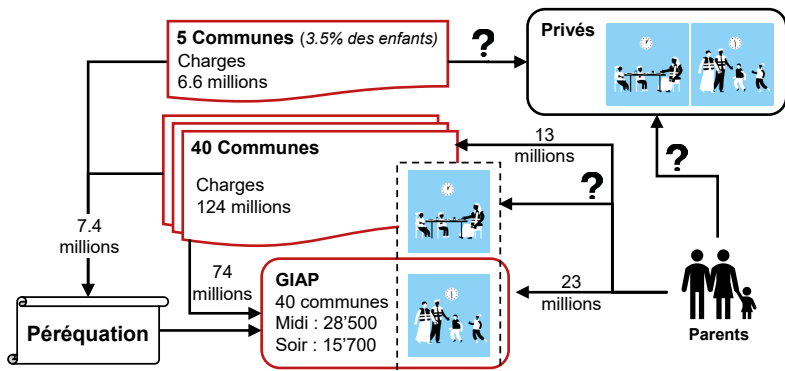 5 Communes (3.5% des enfants)
Charges
6.6 millions
?
Privés
40 Communes
Charges
124 millions
13
millions
?
?
7.4
millions
74
millions
GIAP
40 communes
Midi : 28'500
Soir : 15'700
23
millions
Péréquation
Parents